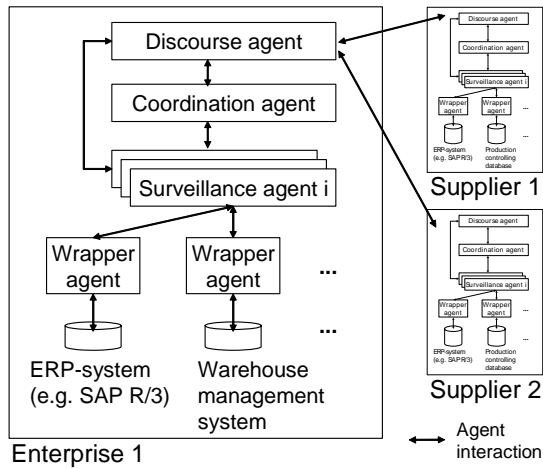 Discourse agent
Coordination agent
Surveillance agent i
Wrapper
agent
Wrapper
agent
...
ERP-system
(e.g. SAP R/3)
Warehouse
management
system
...
Enterprise 1
Discourse agent
Coordination agent
Surveillance agent i
Wrapper
agent
Wrapper
agent
...
ERP-system
(e.g. SAP R/3)
Production
controlling
database
...
Supplier 1
Discourse agent
Coordination agent
Surveillance agent i
Wrapper
agent
Wrapper
agent
...
ERP-system
(e.g. SAP R/3)
Production
controlling
database
...
Supplier 2
Agent
interaction